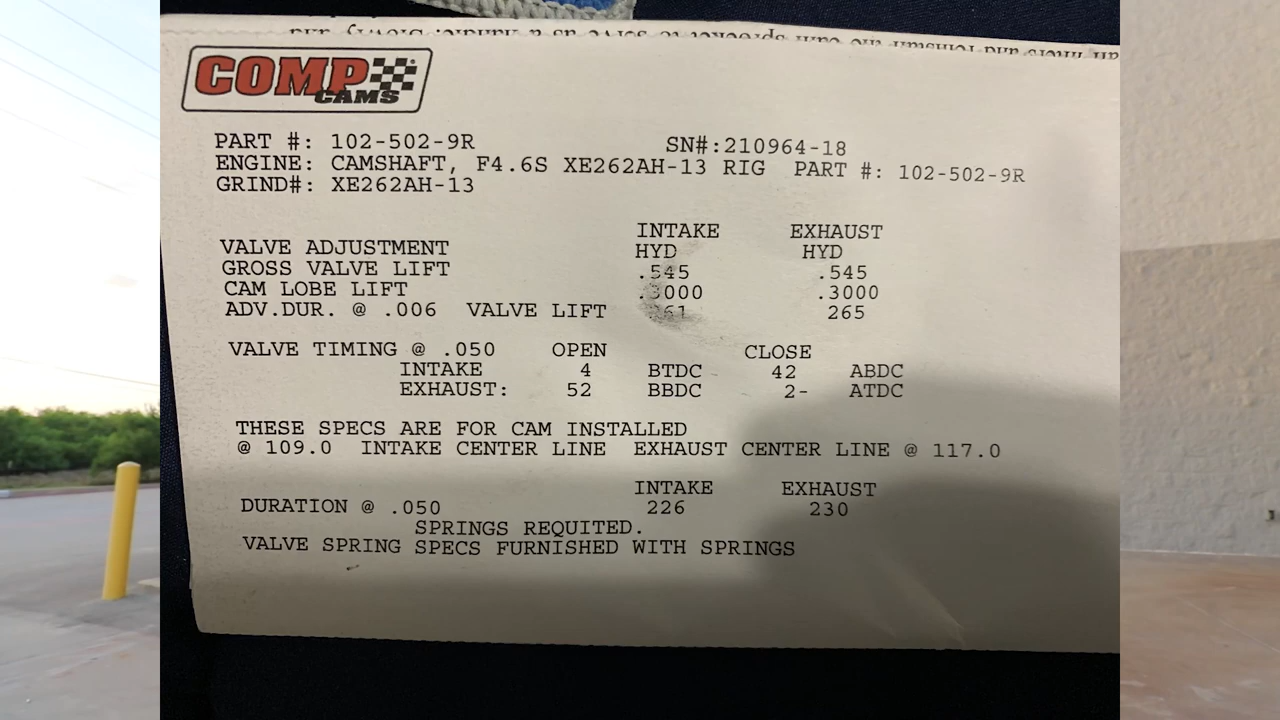 COMP CAMS
PART #: 102-502-9R SN#:210964-18
ENGINE: CAMSHAFT, F4.6S XE262AH-13 RIG PART #: 102-502-9R
GRIND#: XE262AH-13
INTAKE EXHAUST
VALVE ADJUSTMENT HYD HYD
GROSS VALVE LIFT .545 .545
CAM LOBE LIFT .3000 .3000
ADV.DUR. @ .006 VALVE LIFT 261 265
VALVE TIMING @ .050 OPEN CLOSE
INTAKE 4 BTDC 42 ABDC
EXHAUST: 52 BBDC 2- ATDC
THESE SPECS ARE FOR CAM INSTALLED
@ 109.0 INTAKE CENTER LINE EXHAUST CENTER LINE @ 117.0
INTAKE EXHAUST
DURATION @ .050 226 230
SPRINGS REQUITED.
VALVE SPRING SPECS FURNISHED WITH SPRINGS